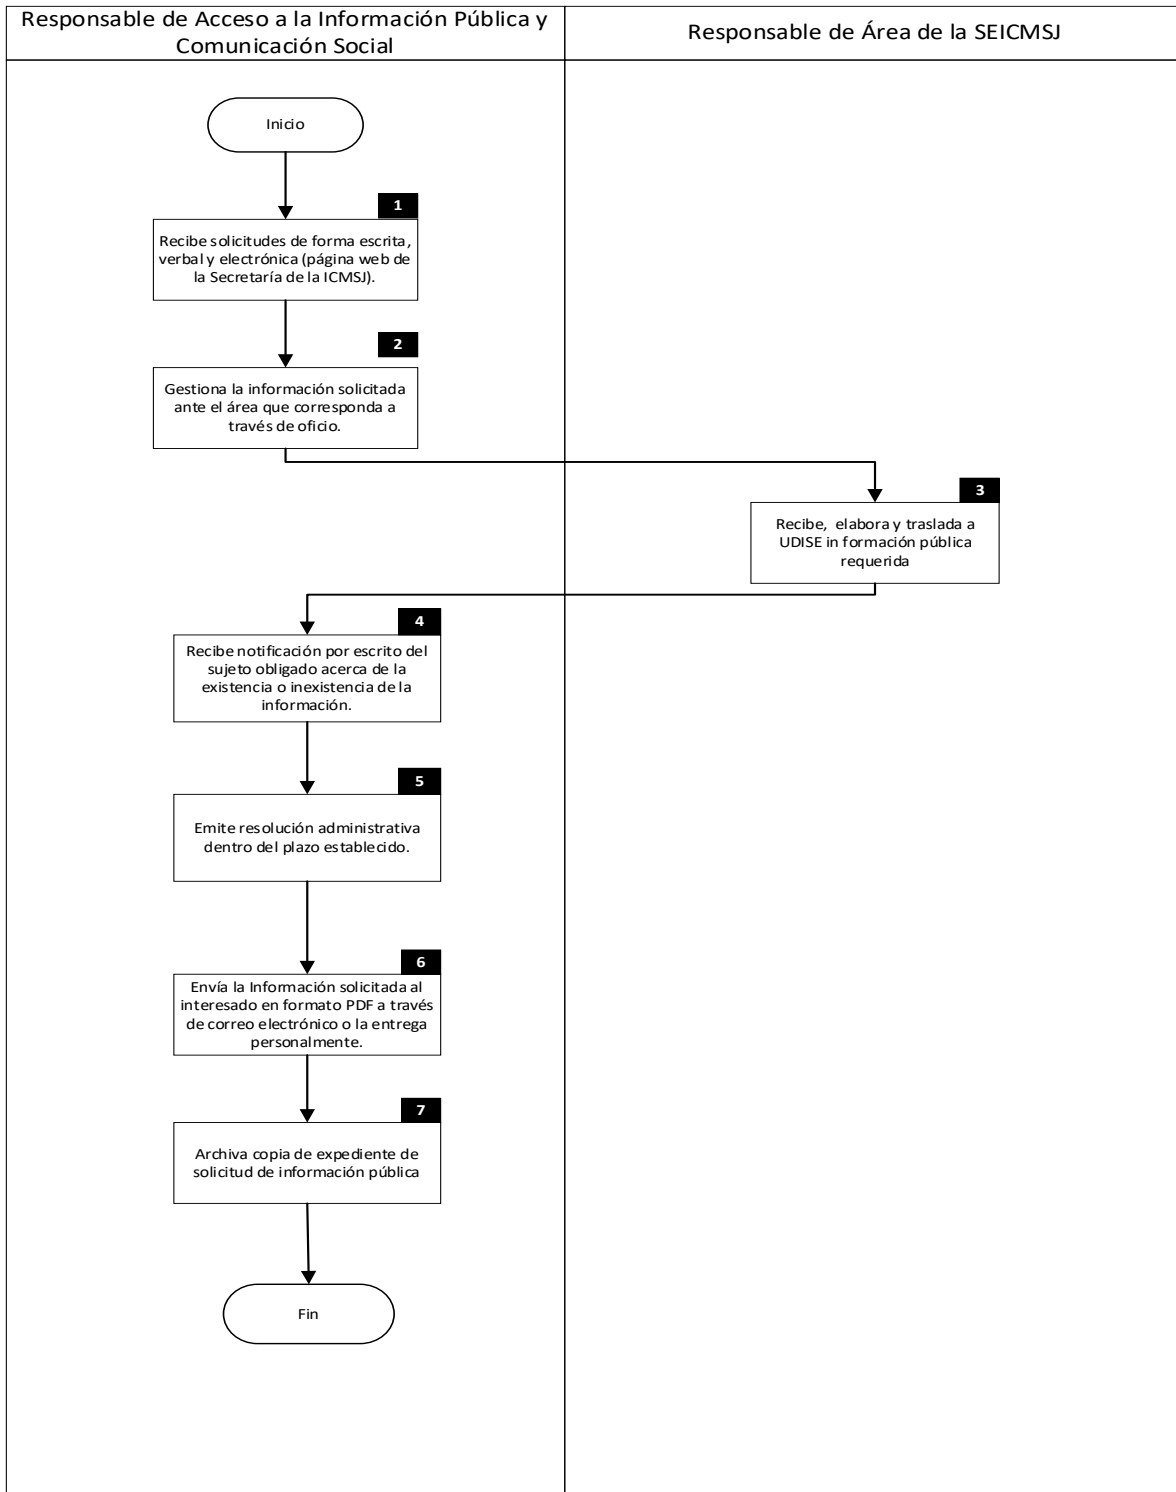 Responsable de Acceso a la Información Pública y
Comunicación Social
Responsable de Área de la SEICMSJ
Inicio
1
Recibe solicitudes de forma escrita,
verbal y electrónica (página web de
la Secretaría de la ICMSJ).
2
Gestiona la información solicitada
ante el área que corresponda a
través de oficio.
3
Recibe, elabora y traslada a
UDISE in formación pública
requerida
4
Recibe notificación por escrito del
sujeto obligado acerca de la
existencia o inexistencia de la
información.
5
Emite resolución administrativa
dentro del plazo establecido.
6
Envía la Información solicitada al
interesado en formato PDF a través
de correo electrónico o la entrega
personalmente.
7
Archiva copia de expediente de
solicitud de información pública
Fin